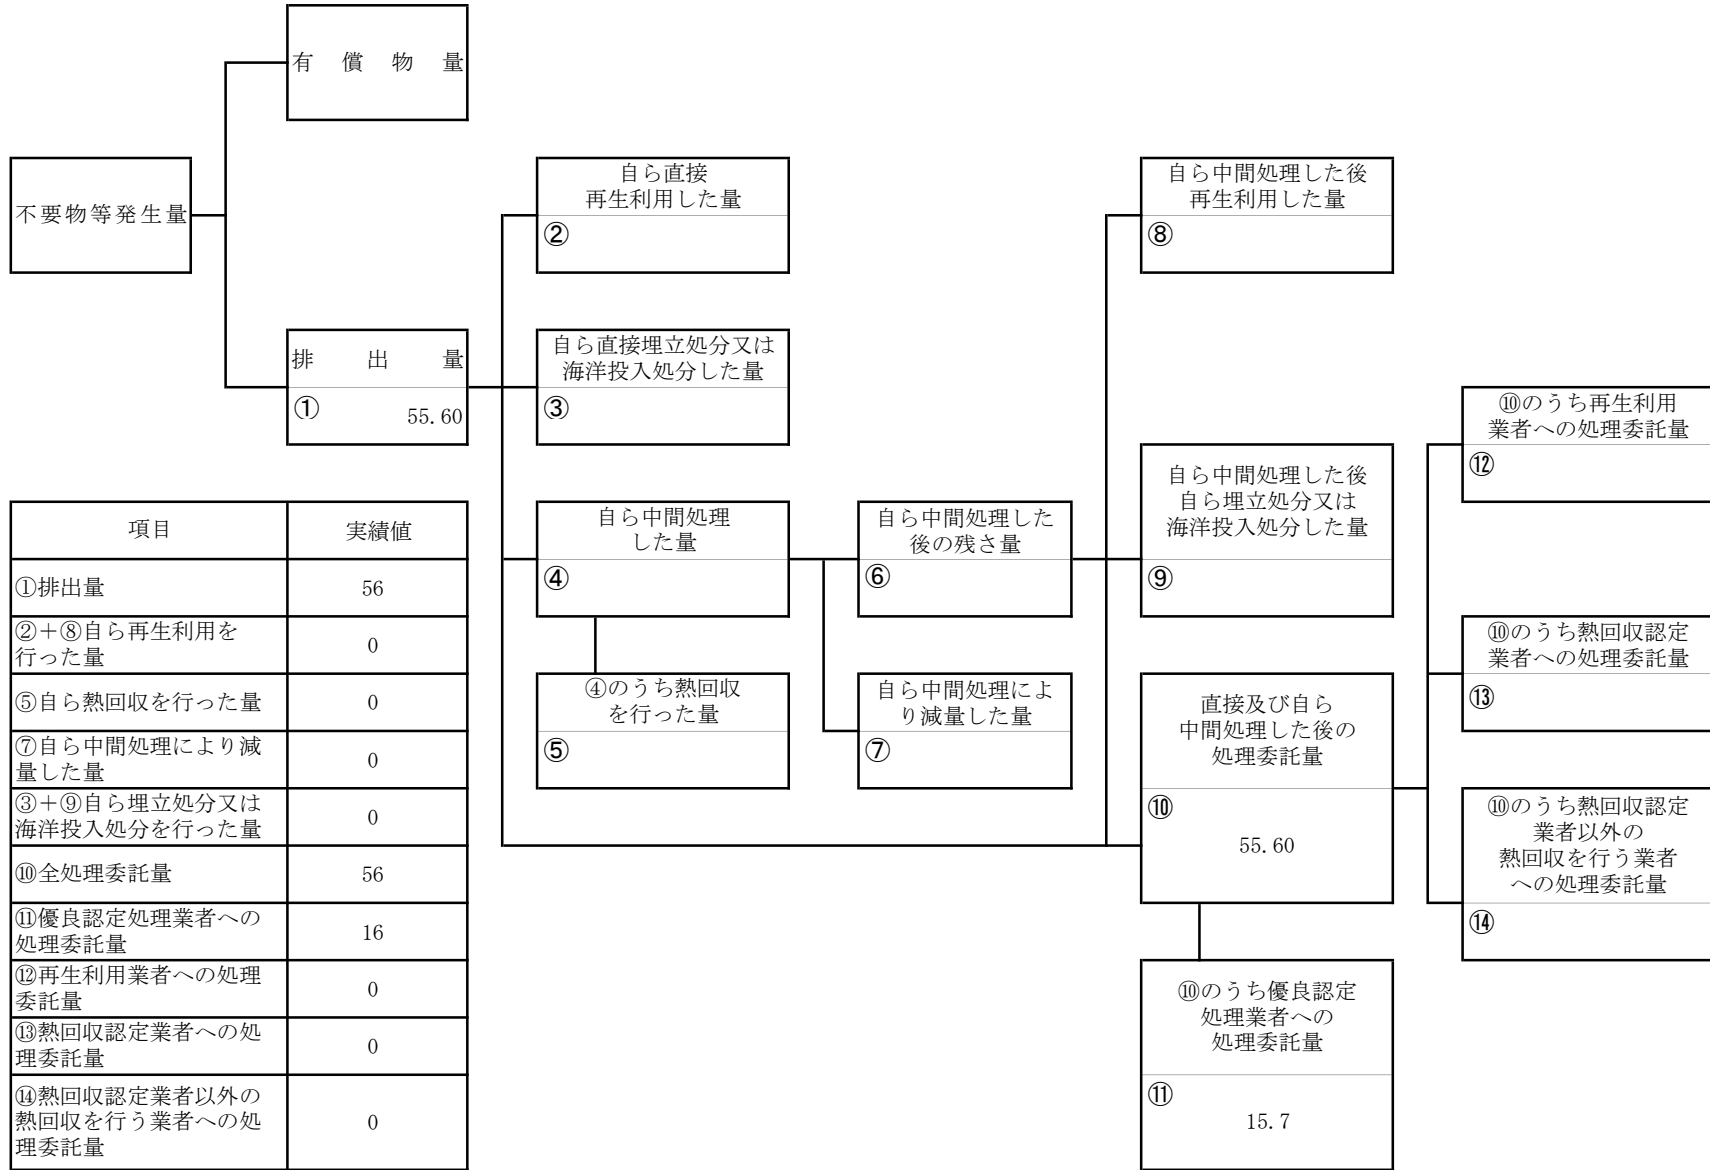 有償物量
不要物等発生量
排出量
①
55.60
自ら直接
再生利用した量
②
自ら直接埋立処分又は
海洋投入処分した量
③
自ら中間処理
した量
④
④のうち熱回収
を行った量
⑤
自ら中間処理した
後の残さ量
⑥
自ら中間処理によ
り減量した量
⑦
自ら中間処理した後
再生利用した量
⑧
自ら中間処理した後
自ら埋立処分又は
海洋投入処分した量
⑨
直接及び自ら
中間処理した後の
処理委託量
⑩
55.60
⑩のうち優良認定
処理業者への
処理委託量
⑪
15.7
⑩のうち再生利用
業者への処理委託量
⑫
⑩のうち熱回収認定
業者への処理委託量
⑬
⑩のうち熱回収認定
業者以外の
熱回収を行う業者
への処理委託量
⑭
項目 実績値
①排出量 56
②+⑧自ら再生利用を
行った量 0
⑤自ら熱回収を行った量 0
⑦自ら中間処理により減
量した量 0
③+⑨自ら埋立処分又は
海洋投入処分を行った量 0
⑩全処理委託量 56
⑪優良認定処理業者への
処理委託量 16
⑫再生利用業者への処理
委託量 0
⑬熱回収認定業者への処
理委託量 0
⑭熱回収認定業者以外の
熱回収を行う業者への処
理委託量 0